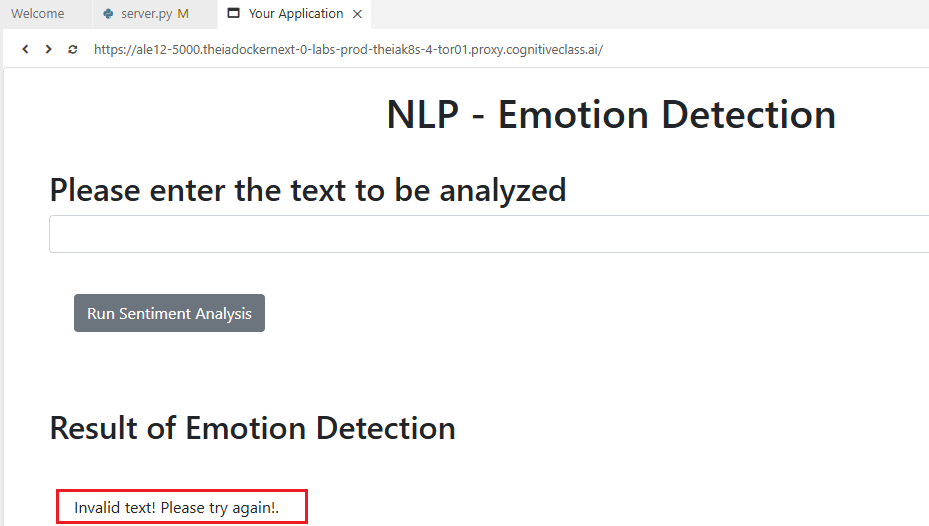 Welcome server.py M Your Application
https://ale12-5000.theiadockernext-0-labs-prod-theiak8s-4-tor01.proxy.cognitiveclass.ai/
NLP - Emotion Detection
Please enter the text to be analyzed
Run Sentiment Analysis
Result of Emotion Detection
Invalid text! Please try again!.